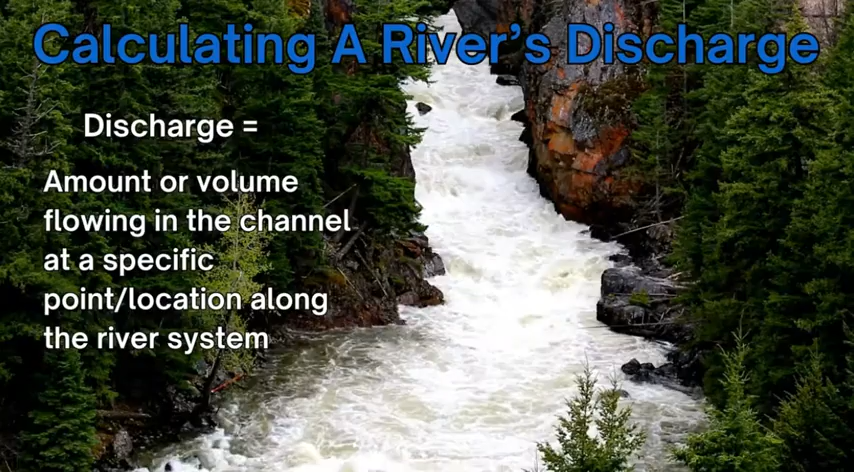 Calculating A River's Discharge
Discharge =
Amount or volume
flowing in the channel
at a specific
point/location along
the river system